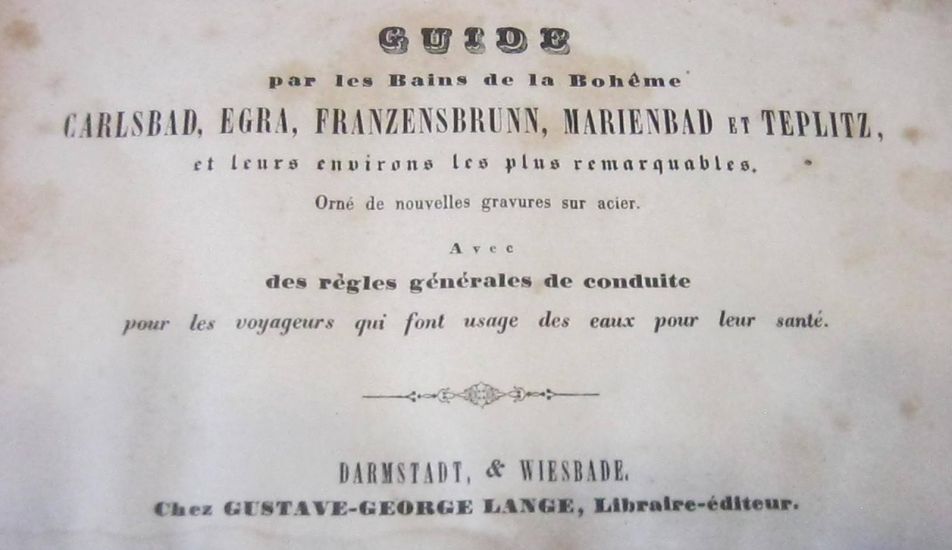 GUIDE
par les Bains de la Bohême
CARLSBAD, EGRA, FRANZENSBRUNN, MARIENBAD ET TEPLITZ,
et leurs environs les plus remarquables.
Orné de nouvelles gravures sur acier.
Avec
des règles générales de conduite
pour les voyageurs qui font usage des eaux pour leur santé.
DARMSTADT, & WIESBADE.
Chez GUSTAVE-GEORGE LANGE, Libraire-éditeur.